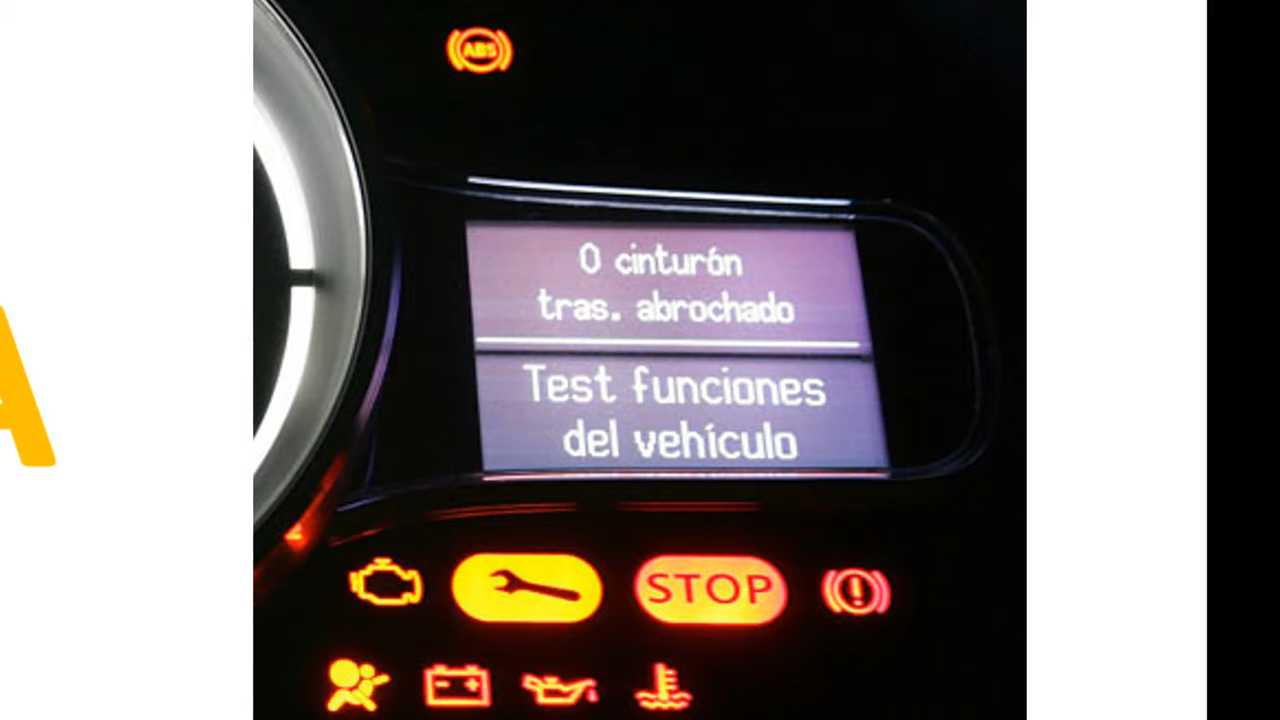 A
ABS
0 cinturón
tras. abrochado
Test funciones
del vehículo
STOP